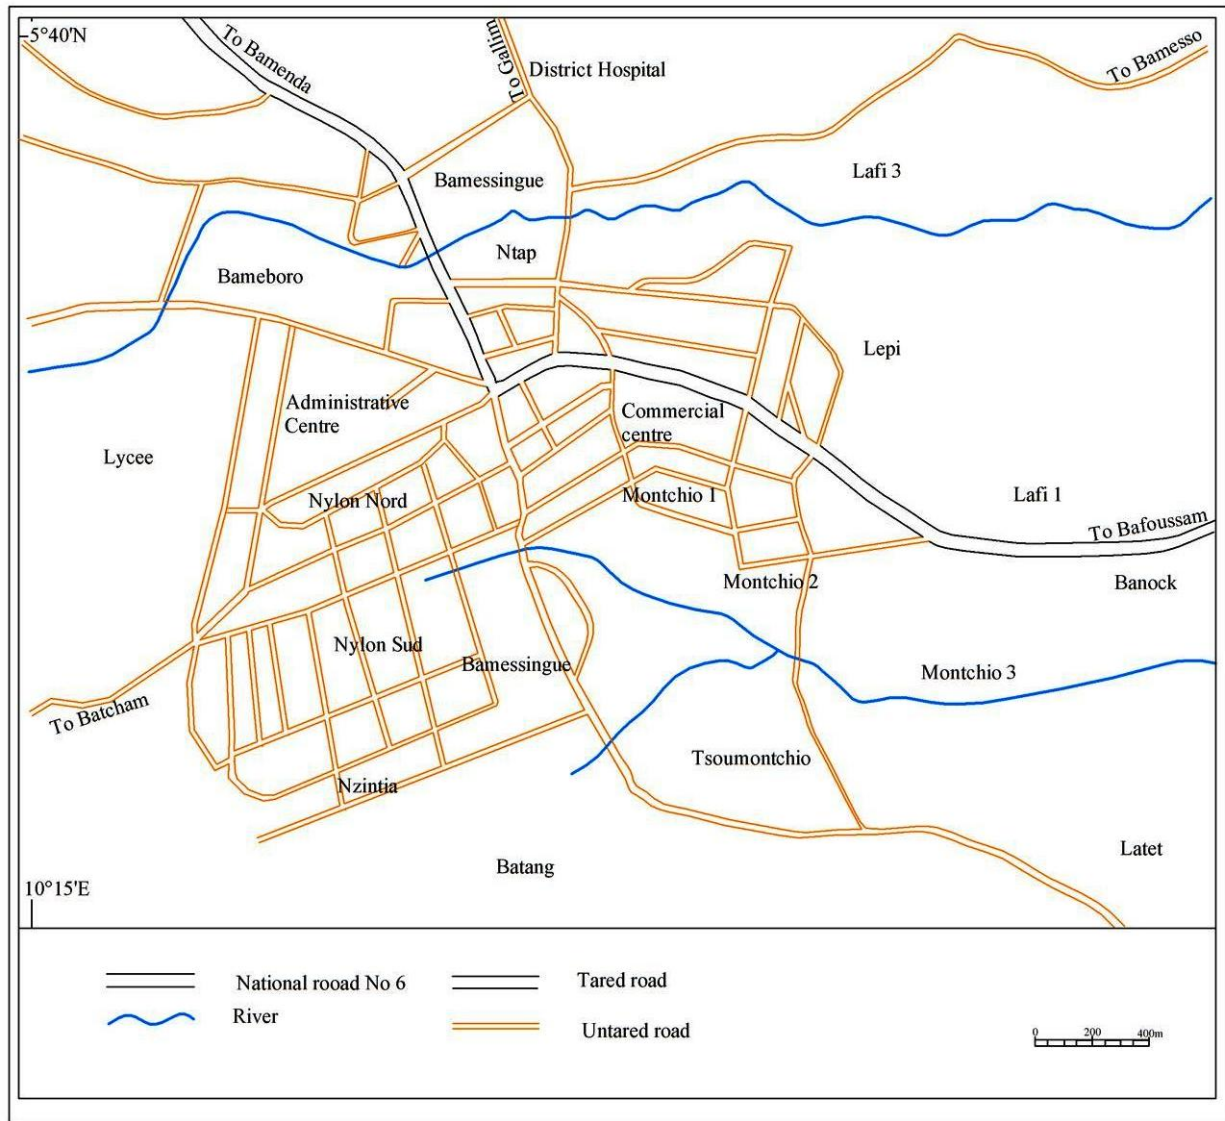 5°40'N
To Bamenda
To Gallim
District Hospital
To Bamesso
Bamessingue
Lafi 3
Ntap
Bameboro
Lepi
Administrative
Centre
Commercial
centre
Lycee
Nylon Nord
Montchio 1
Lafi 1
To Bafoussam
Montchio 2
Banock
Nylon Sud
Bamessingue
Montchio 3
To Batcham
Tsoumontchio
Nzintia
Batang
Latet
10°15'E
National rooad No 6
Tared road
River
Untared road
0 200 400m